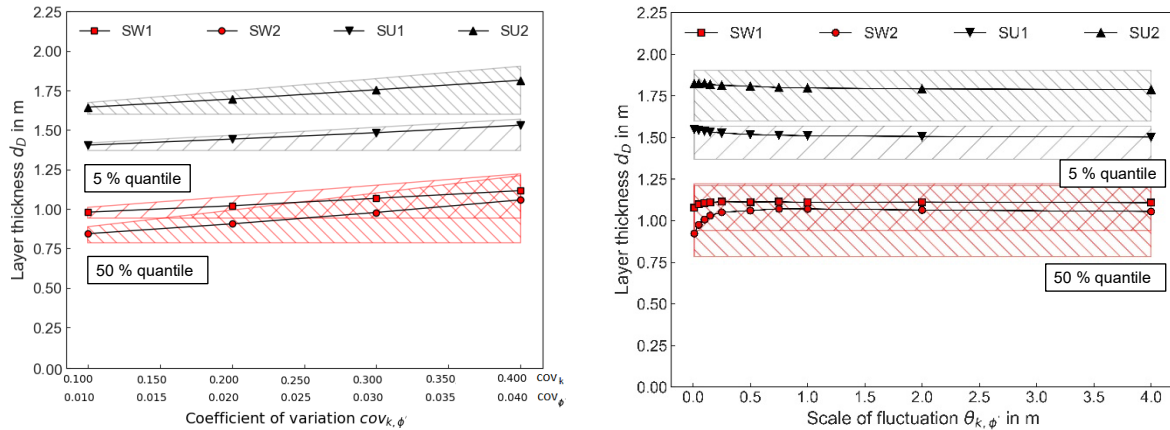 2.25
SW1 SW2 SU1 SU2
2.00
1.75
1.50
1.25
1.00
0.75
0.50
0.25
0.00
Layer thickness d_D in m
5 % quantile
50 % quantile
0.100 0.150 0.200 0.250 0.300 0.350 0.400 cov_k
0.010 0.015 0.020 0.025 0.030 0.035 0.040 cov_ϕ
Coefficient of variation cov_k,ϕ′
2.25
SW1 SW2 SU1 SU2
2.00
1.75
1.50
1.25
1.00
0.75
0.50
0.25
0.00
Layer thickness d_D in m
5 % quantile
50 % quantile
0.0 0.5 1.0 1.5 2.0 2.5 3.0 3.5 4.0
Scale of fluctuation θ_k,ϕ′ in m